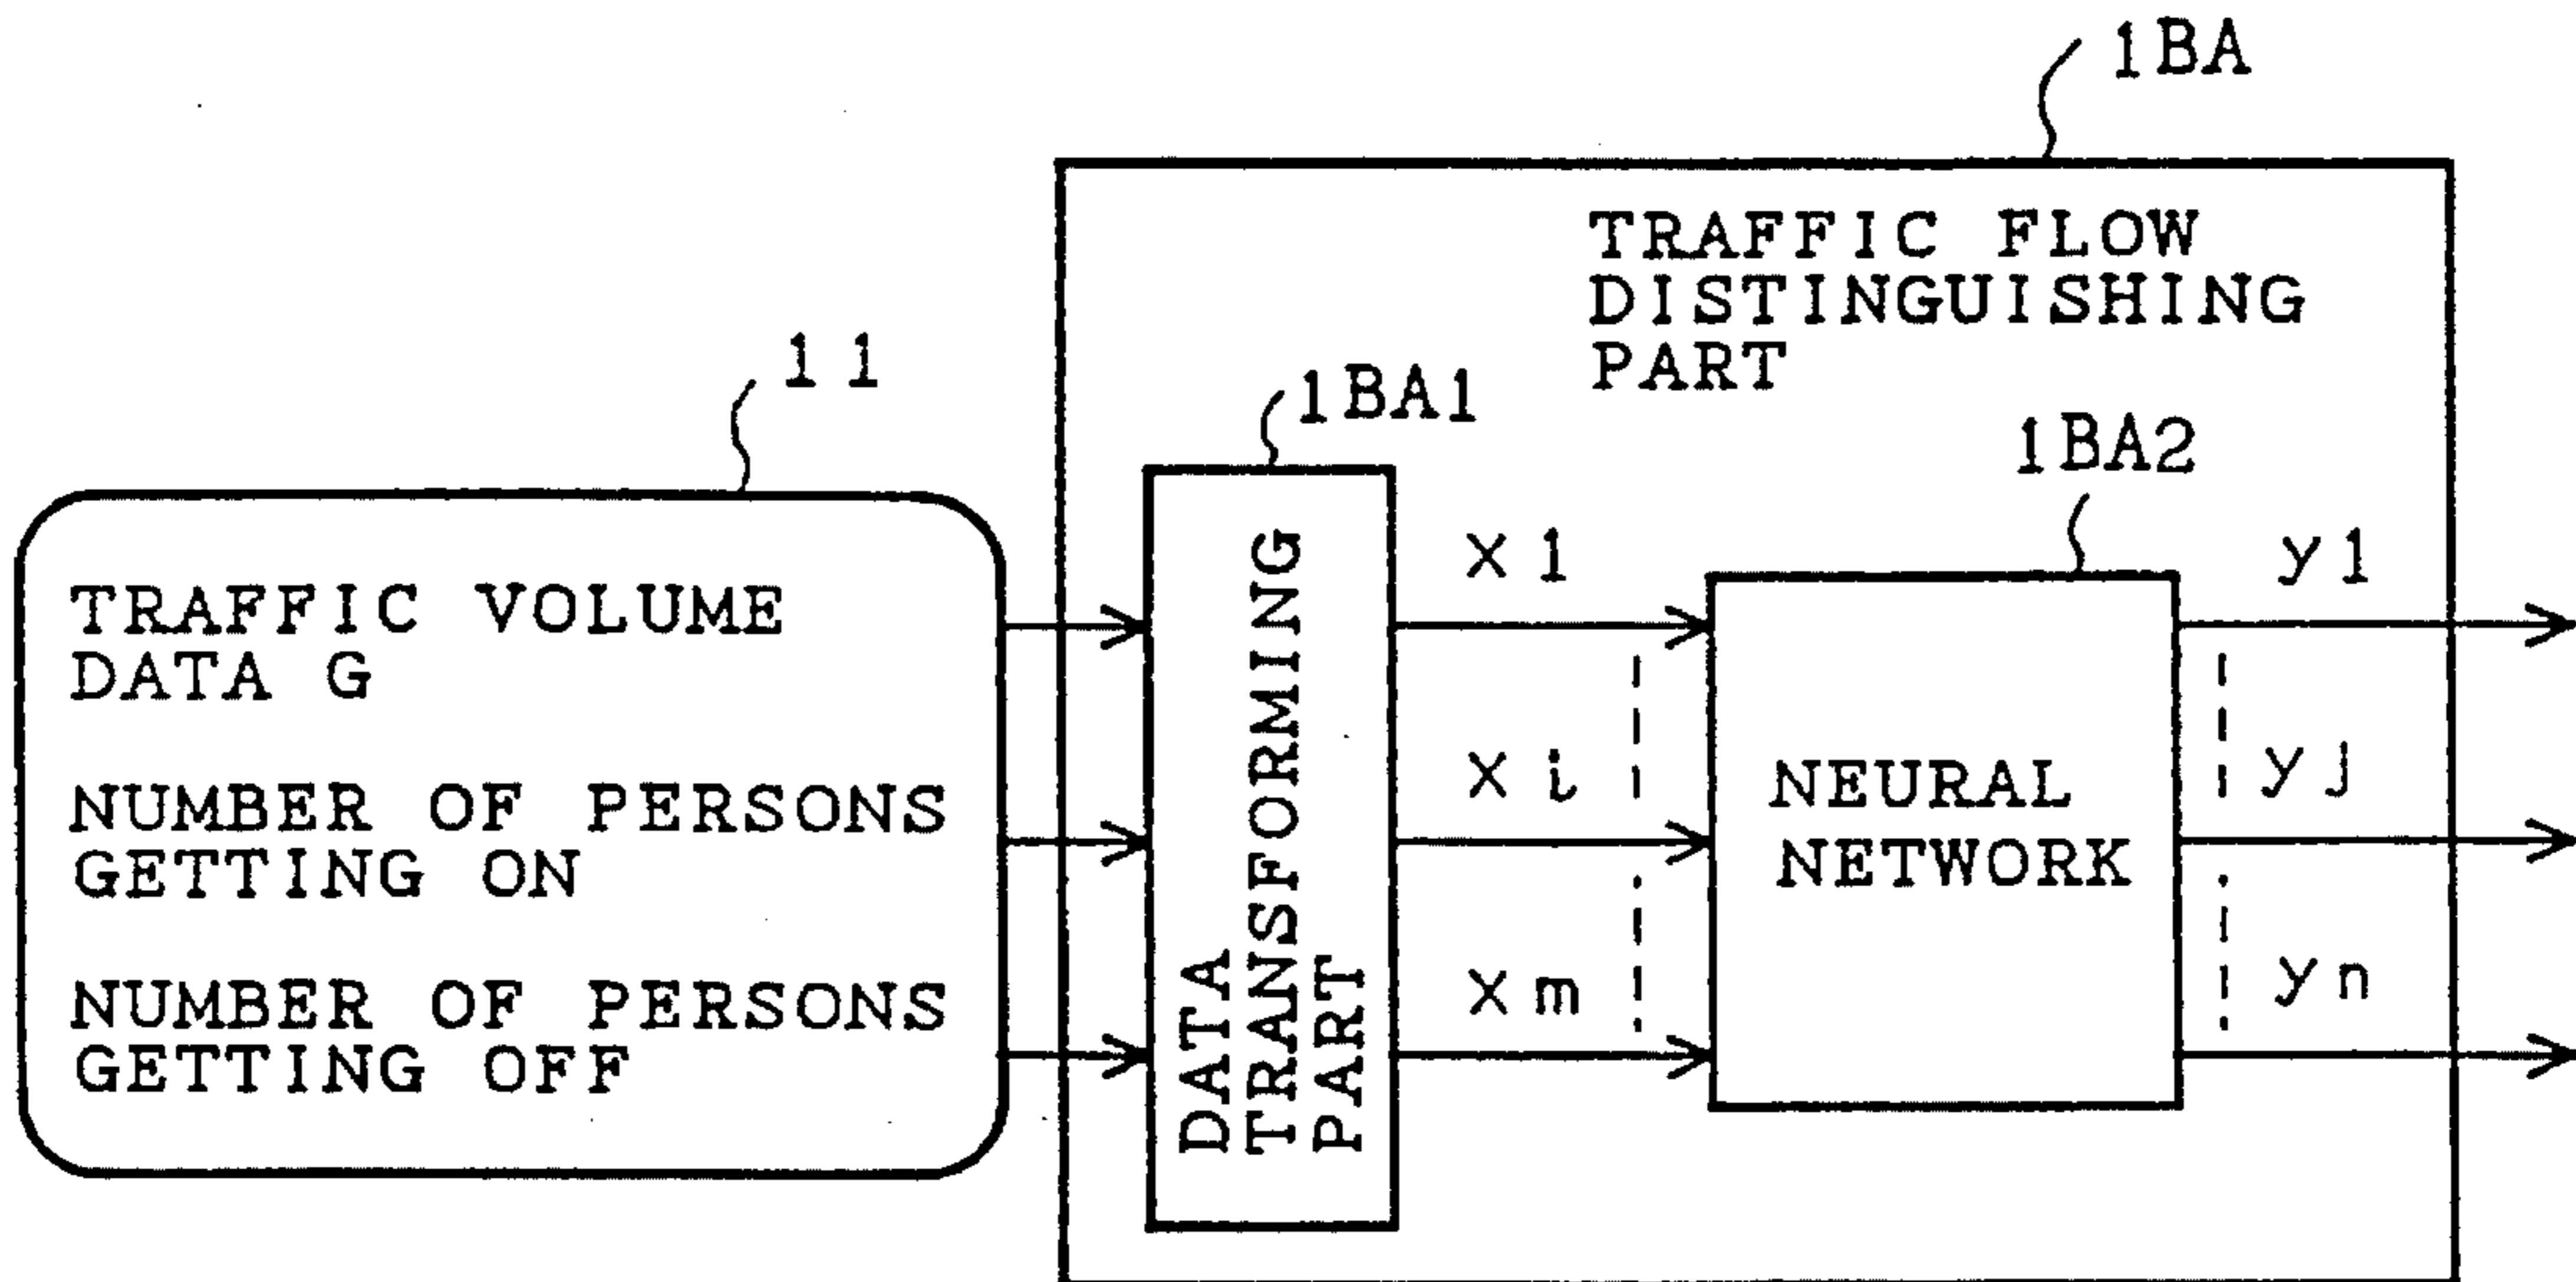 1BA
TRAFFIC FLOW
DISTINGUISHING
PART
11
1BA1
1BA2
TRAFFIC VOLUME
DATA G
NUMBER OF PERSONS
GETTING ON
NUMBER OF PERSONS
GETTING OFF
DATA
TRANSFORMING
PART
x1
xi
xm
NEURAL
NETWORK
y1
yj
yn